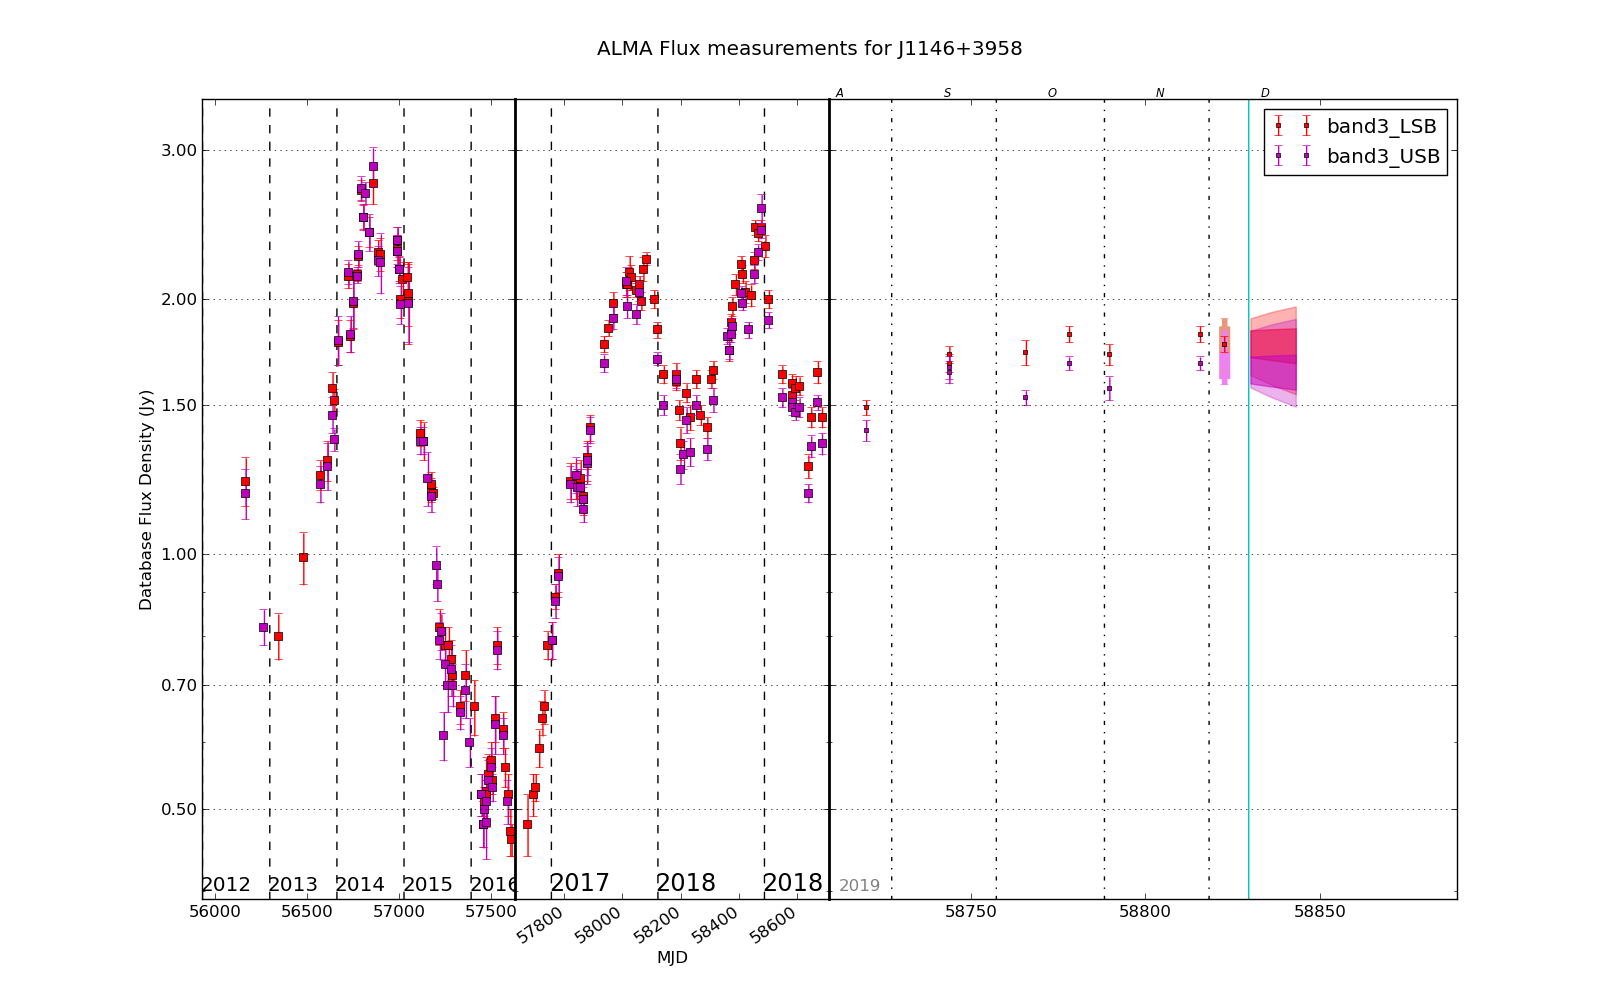 ALMA Flux measurements for J1146+3958
A S O N D
band3_LSB
band3_USB
3.00
2.00
1.50
1.00
0.70
0.50
Database Flux Density (Jy)
2012 2013 2014 2015 2016 2017 2018 2018 2019
56000 56500 57000 57500 57800 58000 58200 58400 58600 58750 58800 58850
MJD